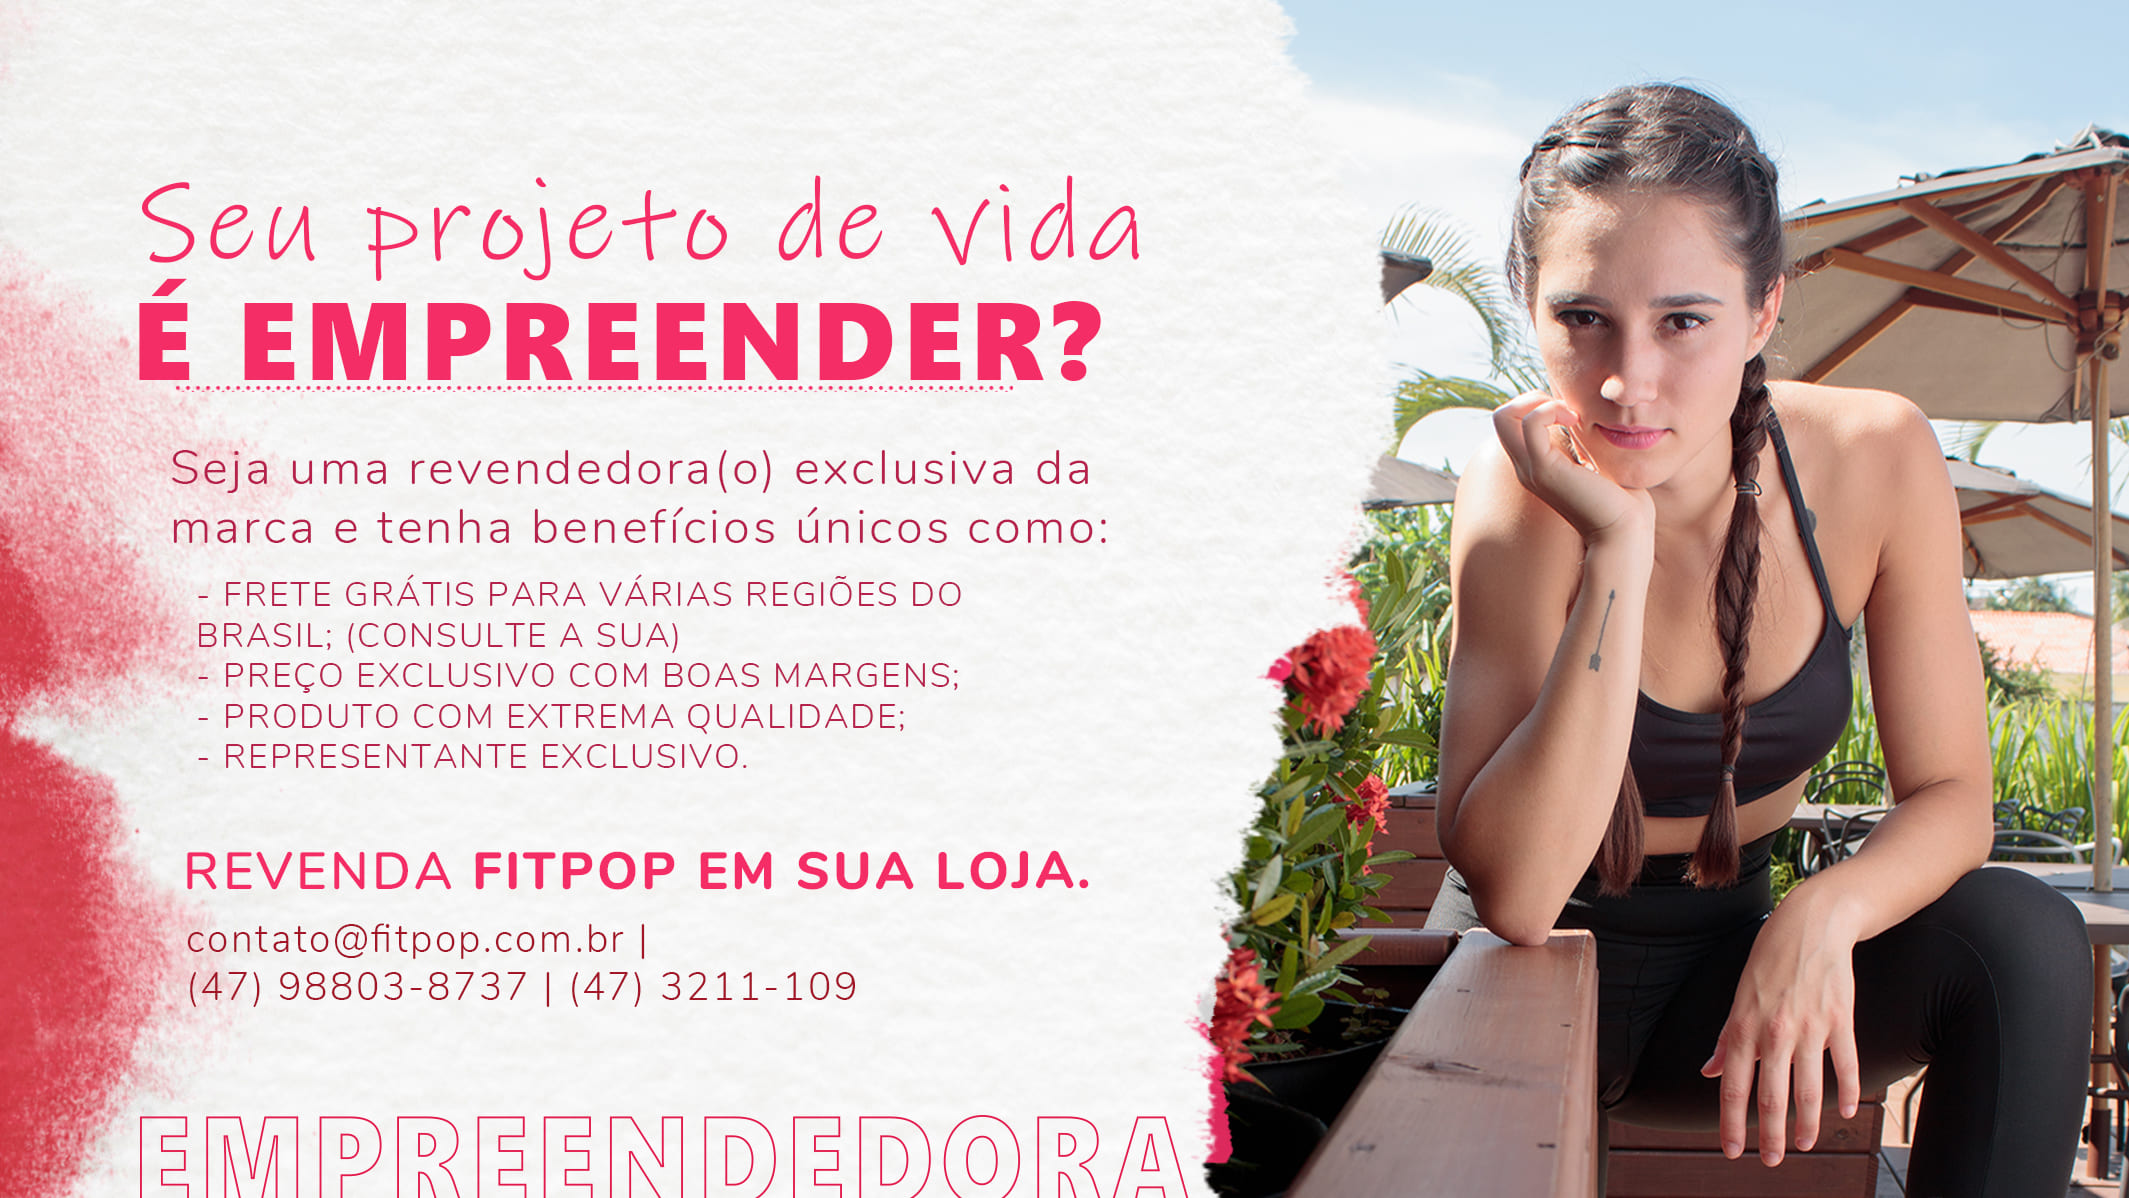 Seu projeto de vida
É EMPREENDER?
Seja uma revendedora(o) exclusiva da
marca e tenha benefícios únicos como:
- FRETE GRÁTIS PARA VÁRIAS REGIÕES DO
BRASIL; (CONSULTE A SUA)
- PREÇO EXCLUSIVO COM BOAS MARGENS;
- PRODUTO COM EXTREMA QUALIDADE;
- REPRESENTANTE EXCLUSIVO.
REVENDA FITPOP EM SUA LOJA.
contato@fitpop.com.br |
(47) 98803-8737 | (47) 3211-109
EMPREENDEDORA